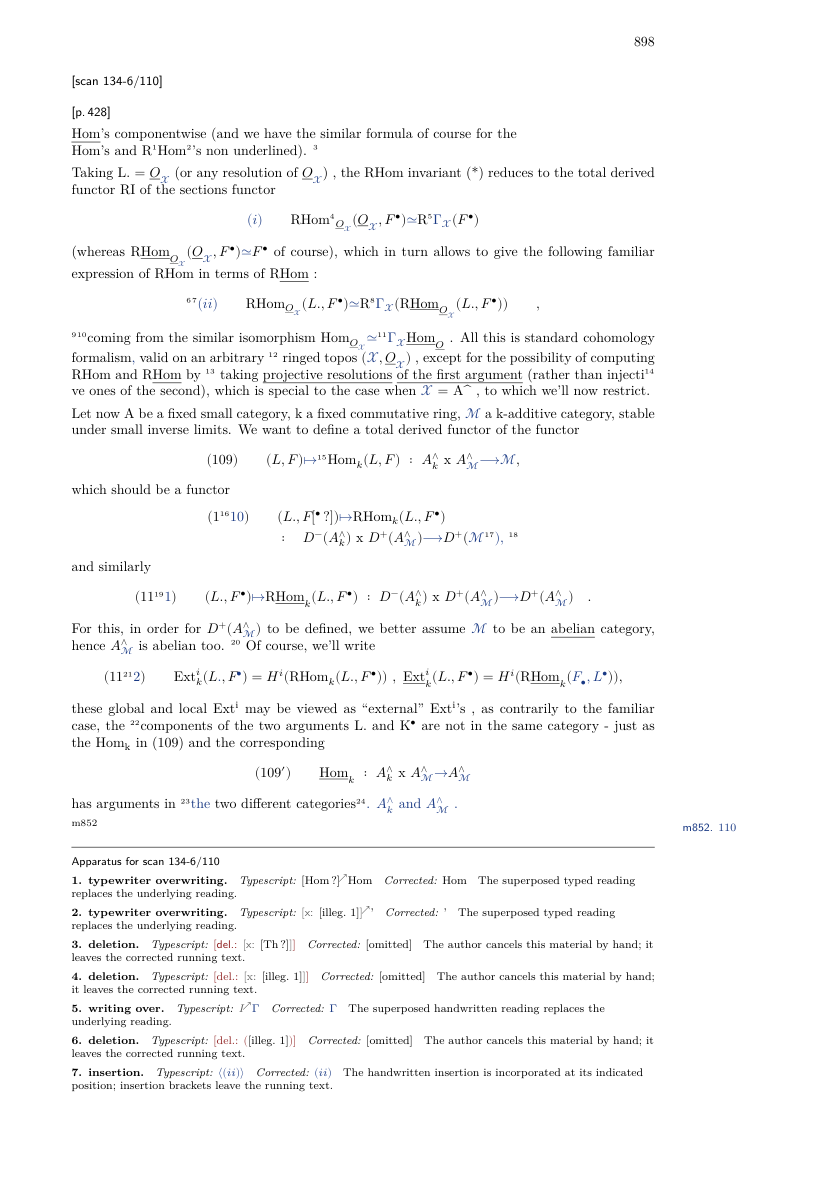 898
[scan 134-6/110]
[p. 428]
Hom's componentwise (and we have the similar formula of course for the
Hom's and R¹Hom²'s non underlined). ³
Taking L. = O_𝒳 (or any resolution of O_𝒳) , the RHom invariant (*) reduces to the total derived
functor RI of the sections functor
(i) RHom⁴_{O_𝒳}(O_𝒳, F•)≃R⁵Γ_𝒳(F•)
(whereas RHom_{O_𝒳}(O_𝒳, F•)≃F• of course), which in turn allows to give the following familiar
expression of RHom in terms of RHom :
⁶⁷(ii) RHom_{O_𝒳}(L., F•)≃R⁸Γ_𝒳(RHom_{O_𝒳}(L., F•)) ,
⁹¹⁰coming from the similar isomorphism Hom_{O_𝒳}≃¹¹Γ_𝒳Hom_O . All this is standard cohomology
formalism, valid on an arbitrary ¹² ringed topos (𝒳, O_𝒳) , except for the possibility of computing
RHom and RHom by ¹³ taking projective resolutions of the first argument (rather than injecti¹⁴
ve ones of the second), which is special to the case when 𝒳 = A^ , to which we'll now restrict.
Let now A be a fixed small category, k a fixed commutative ring, ℳ a k-additive category, stable
under small inverse limits. We want to define a total derived functor of the functor
(109) (L, F)↦¹⁵Hom_k(L, F) : A^∧_k x A^∧_ℳ⟶ℳ,
which should be a functor
(1¹⁶10) (L., F[• ?])↦RHom_k(L., F•)
: D⁻(A^∧_k) x D⁺(A^∧_ℳ)⟶D⁺(ℳ¹⁷), ¹⁸
and similarly
(11¹⁹1) (L., F•)↦RHom_k(L., F•) : D⁻(A^∧_k) x D⁺(A^∧_ℳ)⟶D⁺(A^∧_ℳ) .
For this, in order for D⁺(A^∧_ℳ) to be defined, we better assume ℳ to be an abelian category,
hence A^∧_ℳ is abelian too. ²⁰ Of course, we'll write
(11²¹2) Ext^i_k(L., F•) = H^i(RHom_k(L., F•)) , Ext^i_k(L., F•) = H^i(RHom_k(F_•, L•)),
these global and local Ext^i may be viewed as “external” Ext^i's , as contrarily to the familiar
case, the ²²components of the two arguments L. and K• are not in the same category - just as
the Hom_k in (109) and the corresponding
(109′) Hom_k : A^∧_k x A^∧_ℳ→A^∧_ℳ
has arguments in ²³the two different categories²⁴. A^∧_k and A^∧_ℳ .
m852
m852. 110
Apparatus for scan 134-6/110
1. typewriter overwriting. Typescript: [Hom ?]↗Hom Corrected: Hom The superposed typed reading
replaces the underlying reading.
2. typewriter overwriting. Typescript: [x: [illeg. 1]]↗' Corrected: ' The superposed typed reading
replaces the underlying reading.
3. deletion. Typescript: [del.: [x: [Th ?]]] Corrected: [omitted] The author cancels this material by hand; it
leaves the corrected running text.
4. deletion. Typescript: [del.: [x: [illeg. 1]]] Corrected: [omitted] The author cancels this material by hand;
it leaves the corrected running text.
5. writing over. Typescript: I↗Γ Corrected: Γ The superposed handwritten reading replaces the
underlying reading.
6. deletion. Typescript: [del.: ([illeg. 1])] Corrected: [omitted] The author cancels this material by hand; it
leaves the corrected running text.
7. insertion. Typescript: ⟨(ii)⟩ Corrected: (ii) The handwritten insertion is incorporated at its indicated
position; insertion brackets leave the running text.